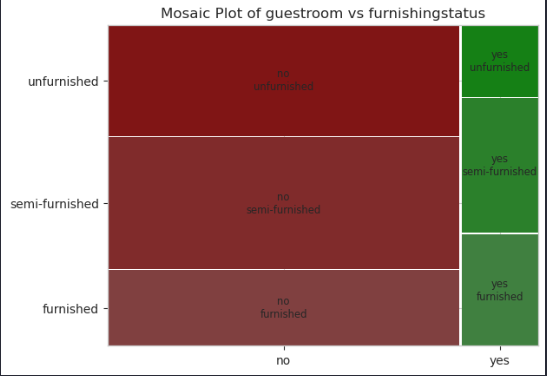 Mosaic Plot of guestroom vs furnishingstatus
unfurnished
semi-furnished
furnished
no
unfurnished
no
semi-furnished
no
furnished
yes
unfurnished
yes
semi-furnished
yes
furnished
no
yes